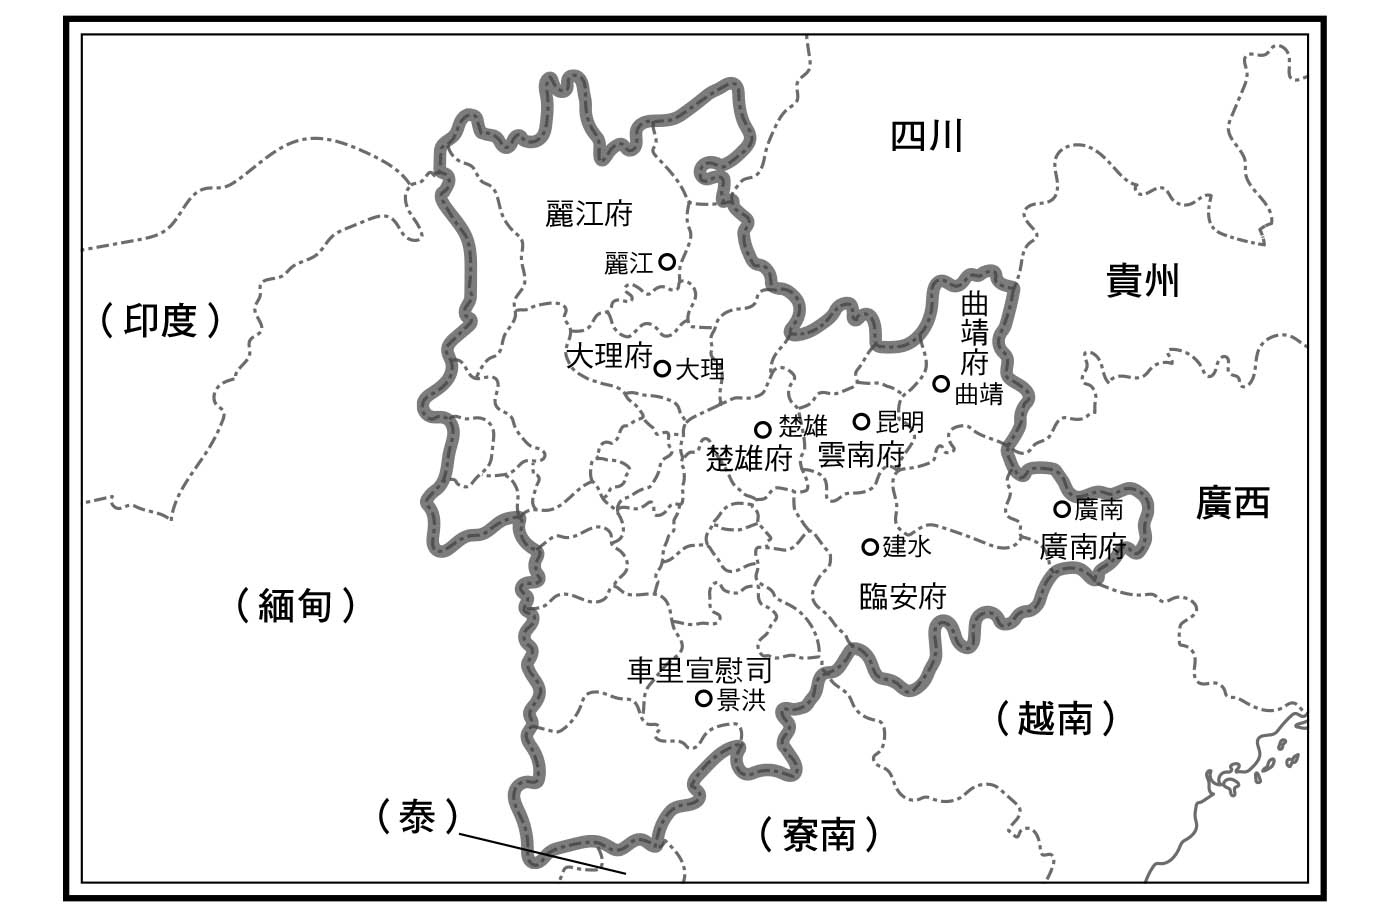 四川
麗江府
麗江
貴州
（印度）
曲靖府
大理府
大理
曲靖
楚雄
昆明
楚雄府
雲南府
廣西
廣南
廣南府
建水
臨安府
（緬甸）
車里宣慰司
景洪
（越南）
（泰）
（寮南）